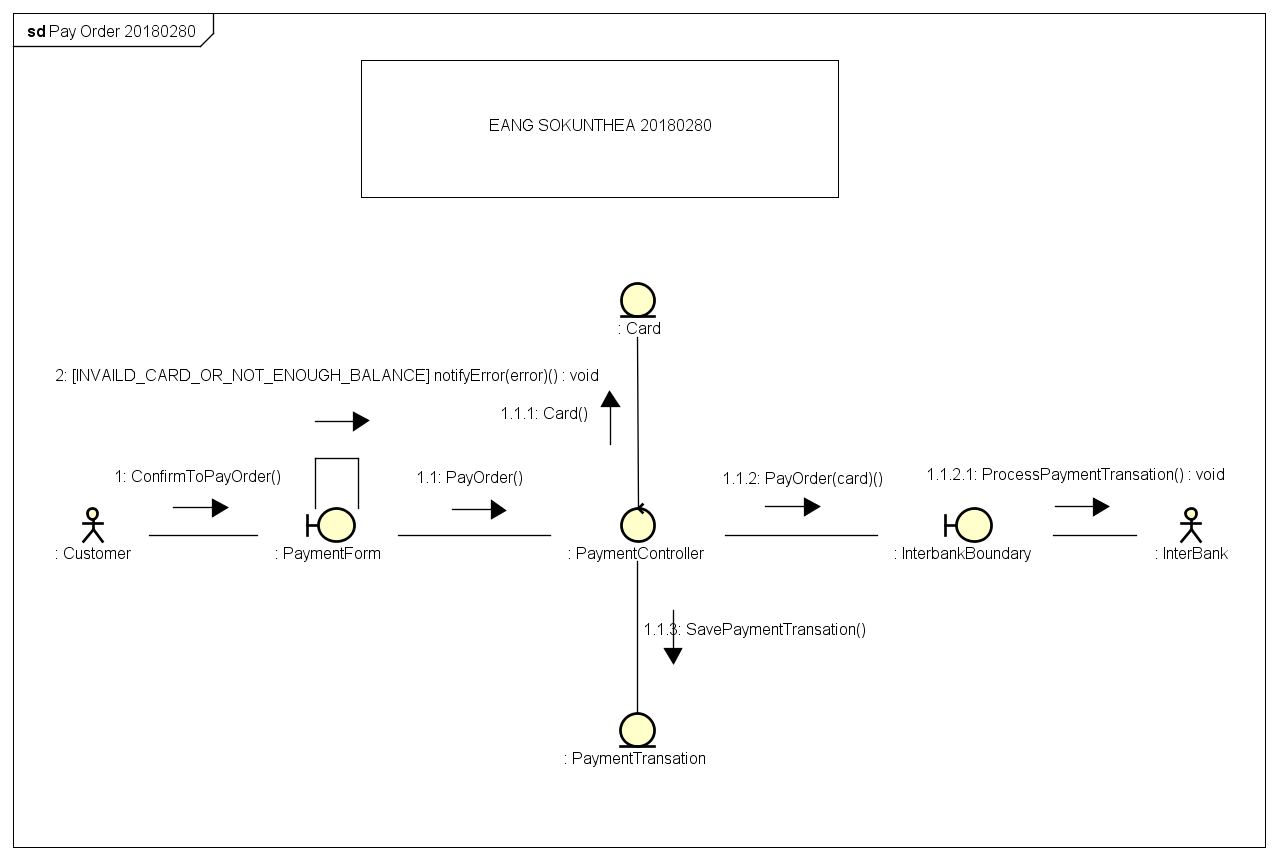 sd Pay Order 20180280
EANG SOKUNTHEA 20180280
: Card
2: [INVAILD_CARD_OR_NOT_ENOUGH_BALANCE] notifyError(error)() : void
1.1.1: Card()
1: ConfirmToPayOrder()
1.1: PayOrder()
1.1.2: PayOrder(card)()
1.1.2.1: ProcessPaymentTransation() : void
: Customer
: PaymentForm
: PaymentController
: InterbankBoundary
: InterBank
1.1.3: SavePaymentTransation()
: PaymentTransation